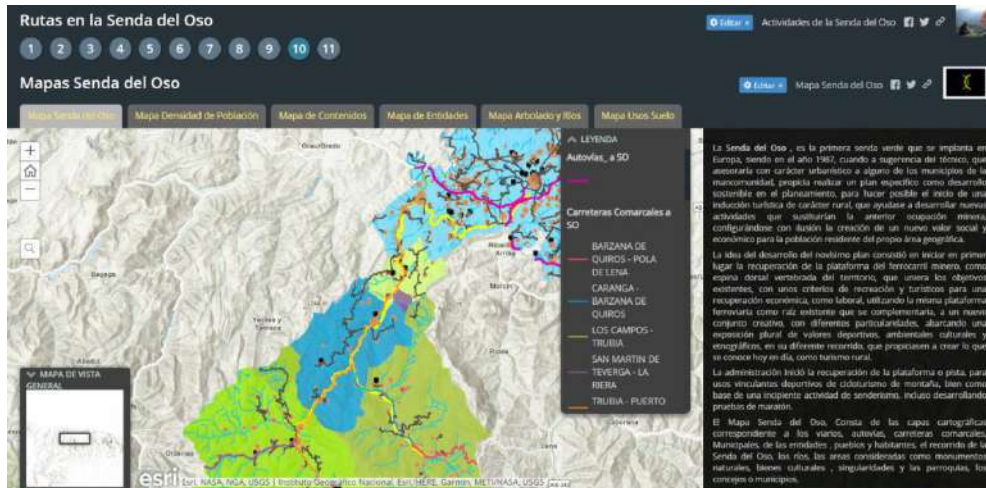 Rutas en la Senda del Oso
Editar
Actividades de la Senda del Oso
1 2 3 4 5 6 7 8 9 10 11
Mapas Senda del Oso
Editar
Mapa Senda del Oso
Mapa Senda del Oso
Mapa Densidad de Población
Mapa de Contenidos
Mapa de Entidades
Mapa Arbolado y Ríos
Mapa Usos Suelo
LEYENDA
Autovías_ a SO
Carreteras Comarcales a
SO
BARZANA DE
QUIROS - POLA
DE LENA
CARANGA -
BARZANA DE
QUIROS
LOS CAMPOS -
TRUBIA
SAN MARTIN DE
TEVERGA - LA
RIERA
TRUBIA - PUERTO
MAPA DE VISTA
GENERAL
esri
Esri, NASA, NGA, USGS | Instituto Geográfico Nacional, Esri, HERE, Garmin, METI/NASA, USGS
La Senda del Oso , es la primera senda verde que se implanta en
Europa, siendo en el año 1987, cuando a sugerencia del técnico, que
asesoraría con carácter urbanístico a alguno de los municipios de la
mancomunidad, propicia realizar un plan específico como desarrollo
sostenible en el planeamiento, para hacer posible el inicio de una
inducción turística de carácter rural, que ayudase a desarrollar nuevas
actividades que sustituirían la anterior ocupación minera,
configurándose con ilusión la creación de un nuevo valor social y
económico para la población residente del propio área geográfica.
La idea del desarrollo del novísimo plan consistió en iniciar en primer
lugar la recuperación de la plataforma del ferrocarril minero, como
espina dorsal vertebrada del territorio, que uniera los objetivos
existentes, con unos criterios de recreación y turísticos para una
recuperación económica, como laboral, utilizando la misma plataforma
ferroviaria como raíz existente que se complementaría, a un nuevo
conjunto creativo, con diferentes particularidades, abarcando una
exposición plural de valores deportivos, ambientales culturales y
etnográficos, en su diferente recorrido, que propiciasen a crear lo que
se conoce hoy en día, como turismo rural.
La administración inició la recuperación de la plataforma o pista, para
usos vinculantes deportivos de cicloturismo de montaña, bien como
base de una incipiente actividad de senderismo, incluso desarrollando
pruebas de maratón.
El Mapa Senda del Oso, Consta de las capas cartográficas
correspondiente a los viarios, autovías, carreteras comarcales,
Municipales, de las entidades , pueblos y habitantes, el recorrido de la
Senda del Oso, los ríos, las areas consideradas como monumentos
naturales, bienes culturales , singularidades y las parroquias, los
concejos o municipios.